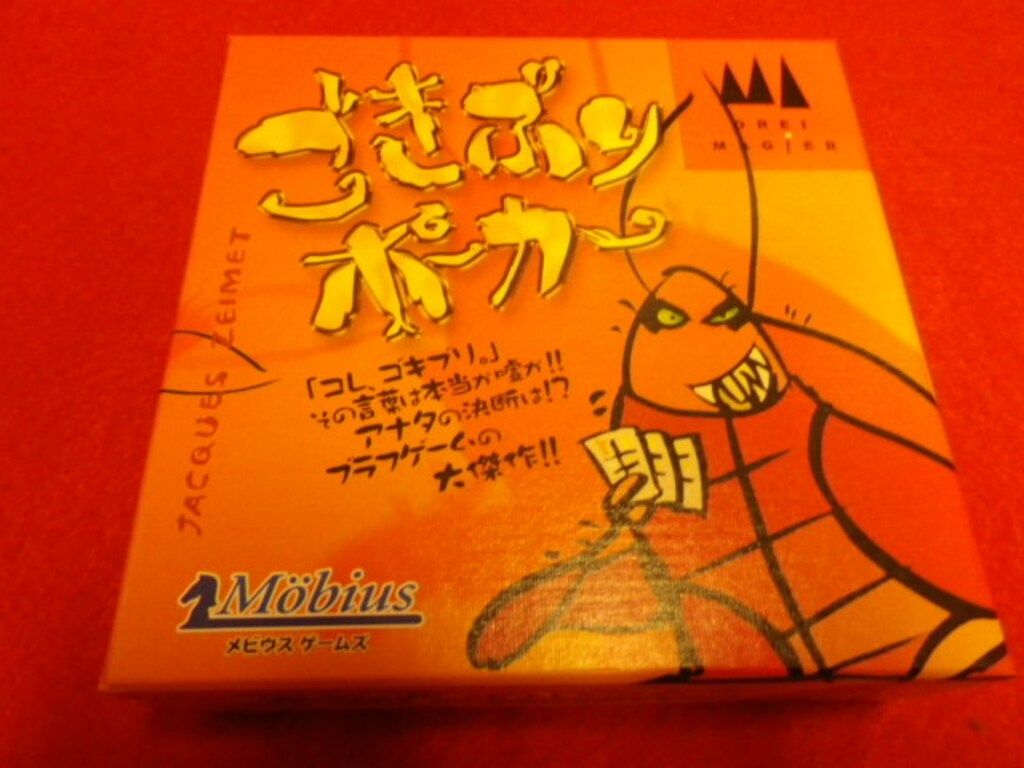 ごきぶり
ポーカー
DREI
MAGIER
JACQUES ZEIMET
「コレ、ゴキブリ。」
その言葉は本当か嘘か!!
アナタの決断は!?
ブラフゲームの
大傑作!!
Möbius
メビウス ゲームズ